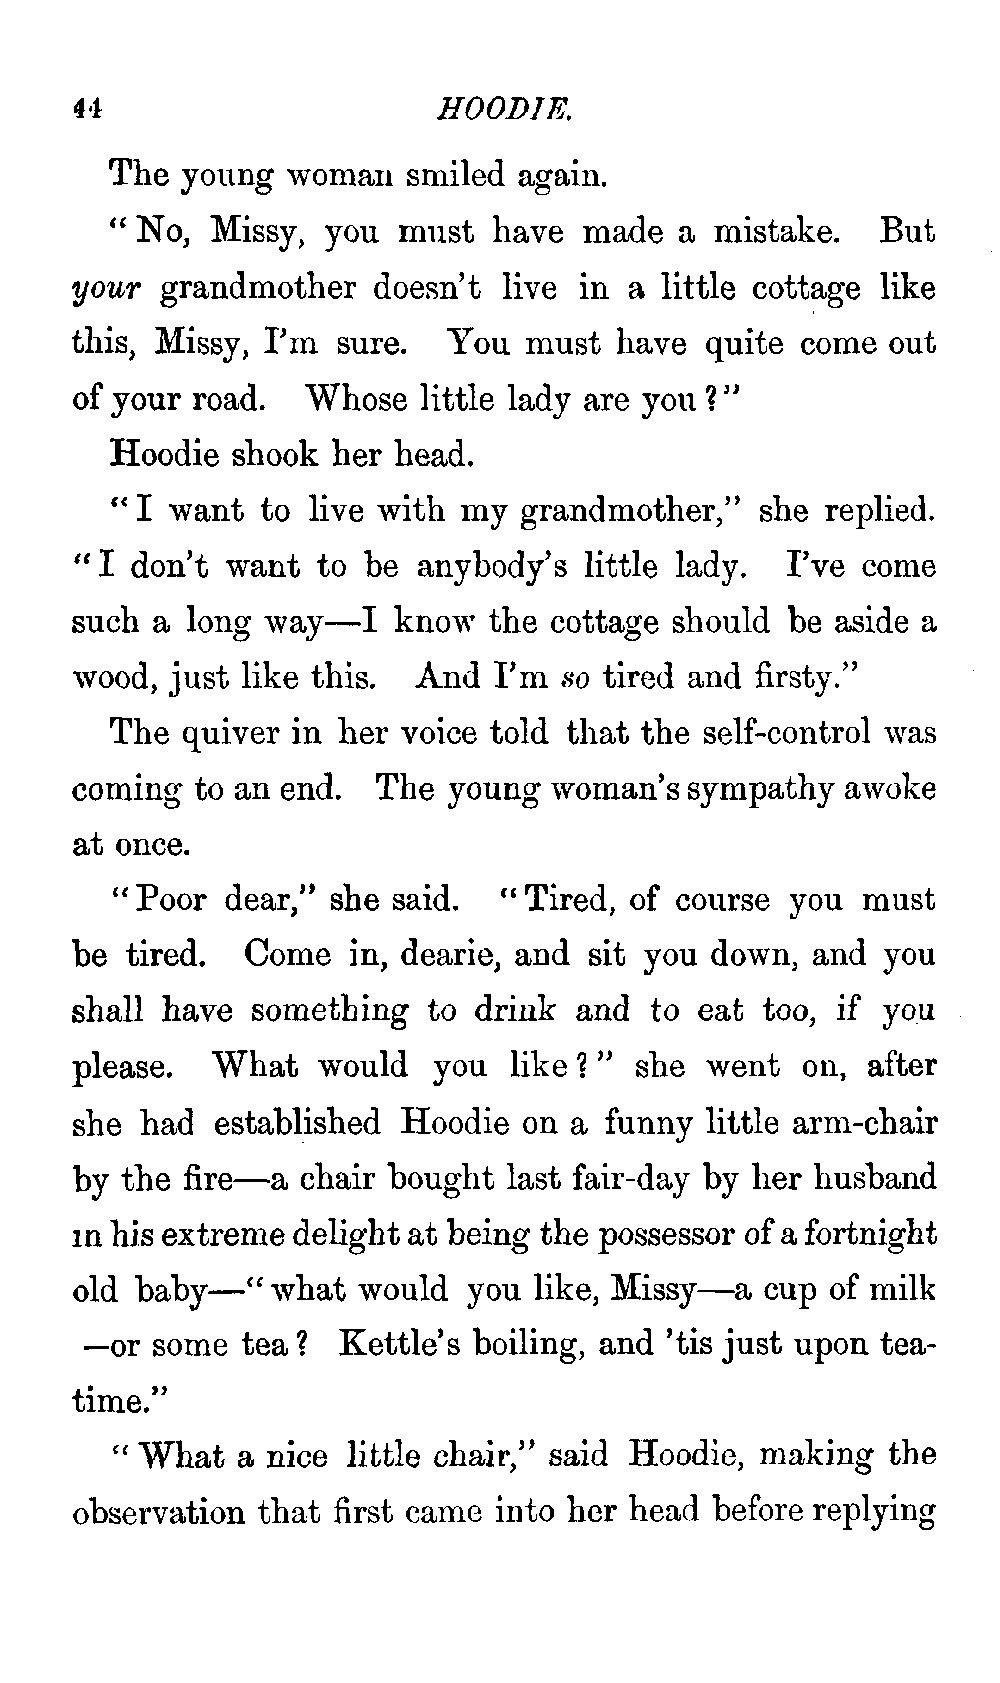 44 HOODIE.
The young woman smiled again.
“No, Missy, you must have made a mistake. But
your grandmother doesn’t live in a little cottage like
this, Missy, I’m sure. You must have quite come out
of your road. Whose little lady are you?”
Hoodie shook her head.
“I want to live with my grandmother,” she replied.
“I don’t want to be anybody’s little lady. I’ve come
such a long way—I know the cottage should be aside a
wood, just like this. And I’m so tired and firsty.”
The quiver in her voice told that the self-control was
coming to an end. The young woman’s sympathy awoke
at once.
“Poor dear,” she said. “Tired, of course you must
be tired. Come in, dearie, and sit you down, and you
shall have something to drink and to eat too, if you
please. What would you like?” she went on, after
she had established Hoodie on a funny little arm-chair
by the fire—a chair bought last fair-day by her husband
in his extreme delight at being the possessor of a fortnight
old baby—“what would you like, Missy—a cup of milk
—or some tea? Kettle’s boiling, and ’tis just upon tea-
time.”
“What a nice little chair,” said Hoodie, making the
observation that first came into her head before replying